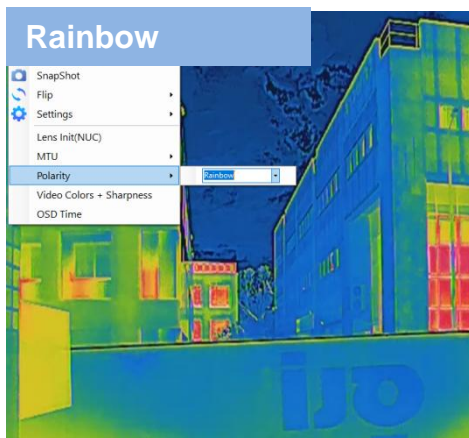 Rainbow
SnapShot
Flip
Settings
Lens Init(NUC)
MTU
Polarity
Rainbow
Video Colors + Sharpness
OSD Time